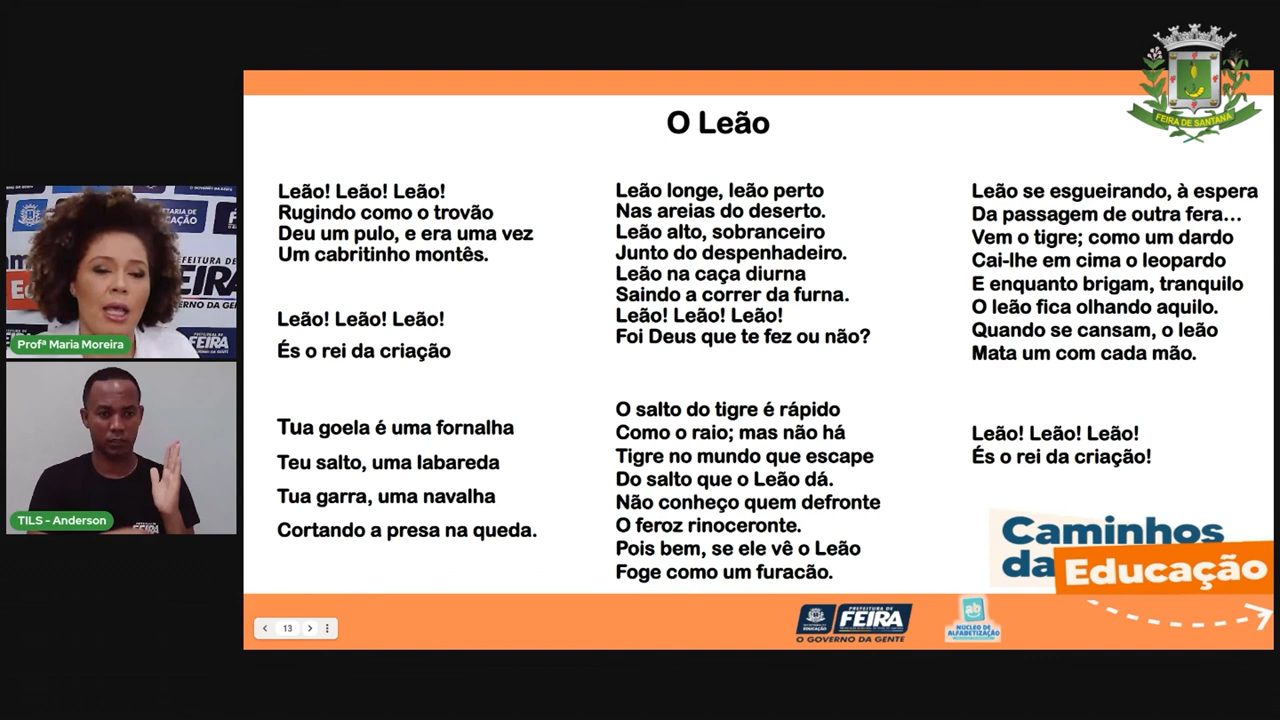 FEIRA DE SANTANA
O Leão
Leão! Leão! Leão!
Rugindo como o trovão
Deu um pulo, e era uma vez
Um cabritinho montês.
Leão! Leão! Leão!
És o rei da criação
Tua goela é uma fornalha
Teu salto, uma labareda
Tua garra, uma navalha
Cortando a presa na queda.
Leão longe, leão perto
Nas areias do deserto.
Leão alto, sobranceiro
Junto do despenhadeiro.
Leão na caça diurna
Saindo a correr da furna.
Leão! Leão! Leão!
Foi Deus que te fez ou não?
O salto do tigre é rápido
Como o raio; mas não há
Tigre no mundo que escape
Do salto que o Leão dá.
Não conheço quem defronte
O feroz rinoceronte.
Pois bem, se ele vê o Leão
Foge como um furacão.
Leão se esgueirando, à espera
Da passagem de outra fera...
Vem o tigre; como um dardo
Cai-lhe em cima o leopardo
E enquanto brigam, tranquilo
O leão fica olhando aquilo.
Quando se cansam, o leão
Mata um com cada mão.
Leão! Leão! Leão!
És o rei da criação!
Profª Maria Moreira
TILS - Anderson
Caminhos
da Educação
13
PREFEITURA DE
FEIRA
EDUCAÇÃO
O GOVERNO DA GENTE
ab
NÚCLEO DE
ALFABETIZAÇÃO